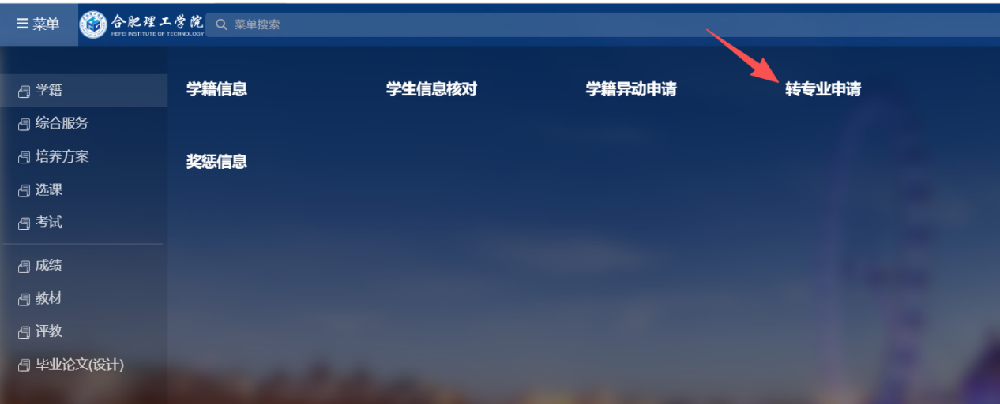 菜单
合肥理工学院
HEFEI INSTITUTE OF TECHNOLOGY
菜单搜索
学籍
综合服务
培养方案
选课
考试
成绩
教材
评教
毕业论文(设计)
学籍信息
学生信息核对
学籍异动申请
转专业申请
奖惩信息